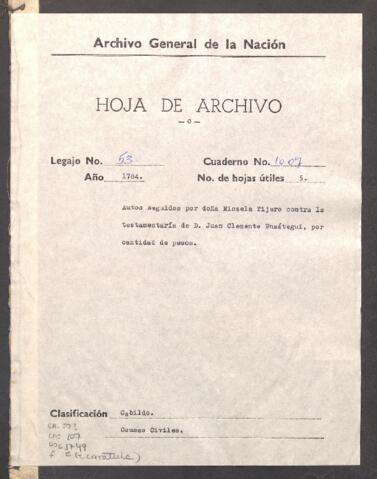 Archivo General de la Nación
HOJA DE ARCHIVO
— o —
Legajo No. 53 Cuaderno No. 1007
Año 1784. No. de hojas útiles 5.
Autos seguidos por doña Micaela Tijero contra la
testamentaría de D. Juan Clemente Unzátegui, por
cantidad de pesos.
Clasificación Cabildo.
Causas Civiles.
107